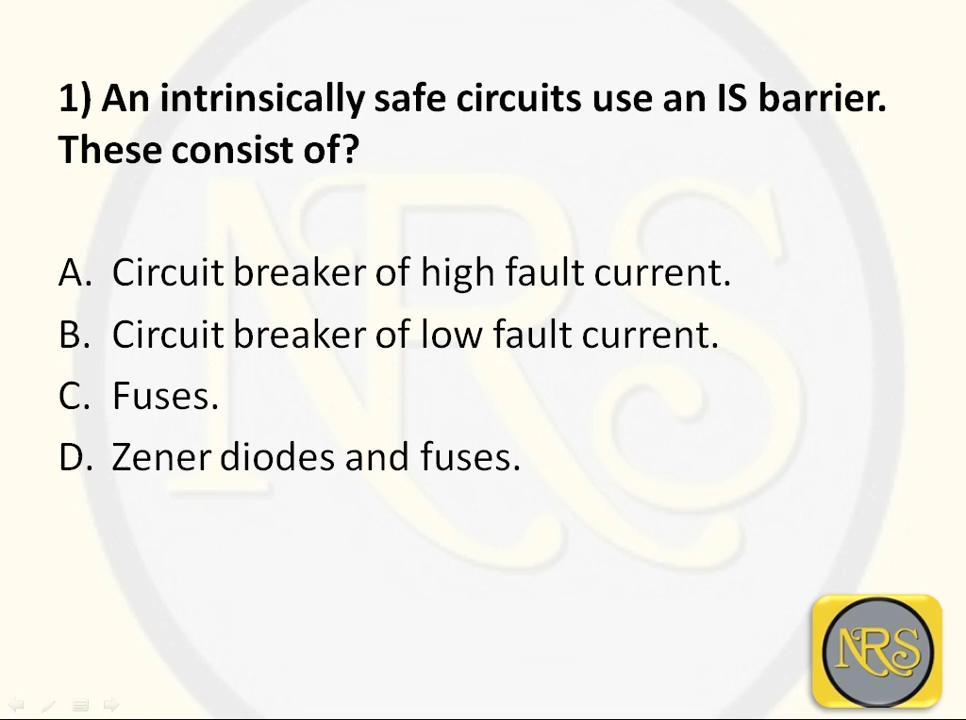 1) An intrinsically safe circuits use an IS barrier.
These consist of?
A. Circuit breaker of high fault current.
B. Circuit breaker of low fault current.
C. Fuses.
D. Zener diodes and fuses.
NRS
NRS